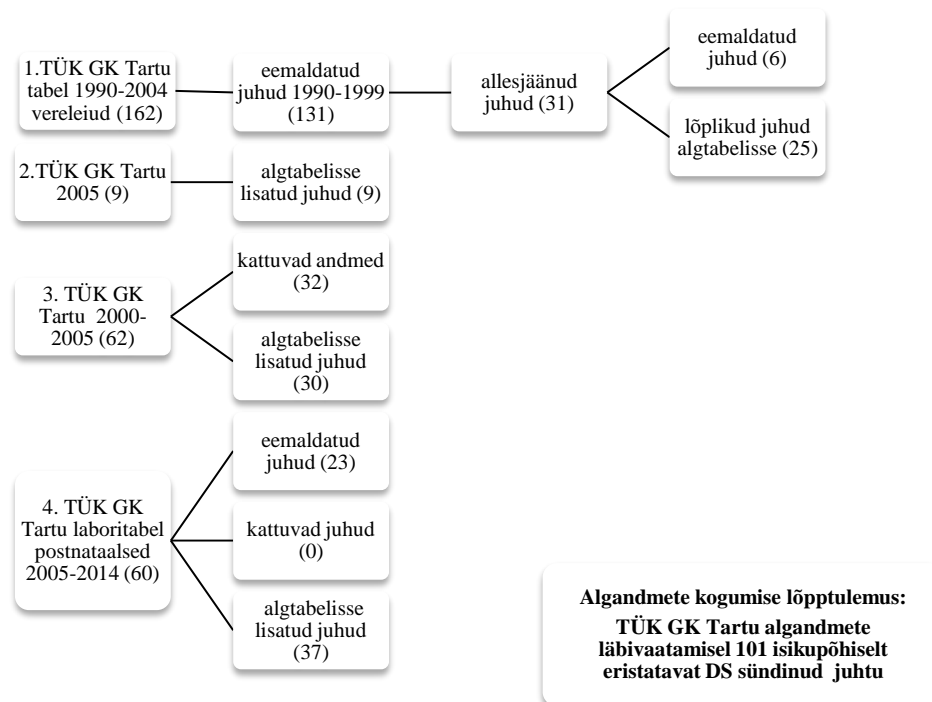 1.TÜK GK Tartu
tabel 1990-2004
vereleiud (162)
eemaldatud
juhud 1990-1999
(131)
allesjäänud
juhud (31)
eemaldatud
juhud (6)
lõplikud juhud
algtabelisse (25)
2.TÜK GK Tartu
2005 (9)
algtabelisse
lisatud juhud (9)
3. TÜK GK
Tartu 2000-
2005 (62)
kattuvad andmed
(32)
algtabelisse
lisatud juhud
(30)
4. TÜK GK
Tartu laboritabel
postnataalsed
2005-2014 (60)
eemaldatud
juhud (23)
kattuvad juhud
(0)
algtabelisse
lisatud juhud
(37)
Algandmete kogumise lõpptulemus:
TÜK GK Tartu algandmete
läbivaatamisel 101 isikupõhiselt
eristatavat DS sündinud juhtu